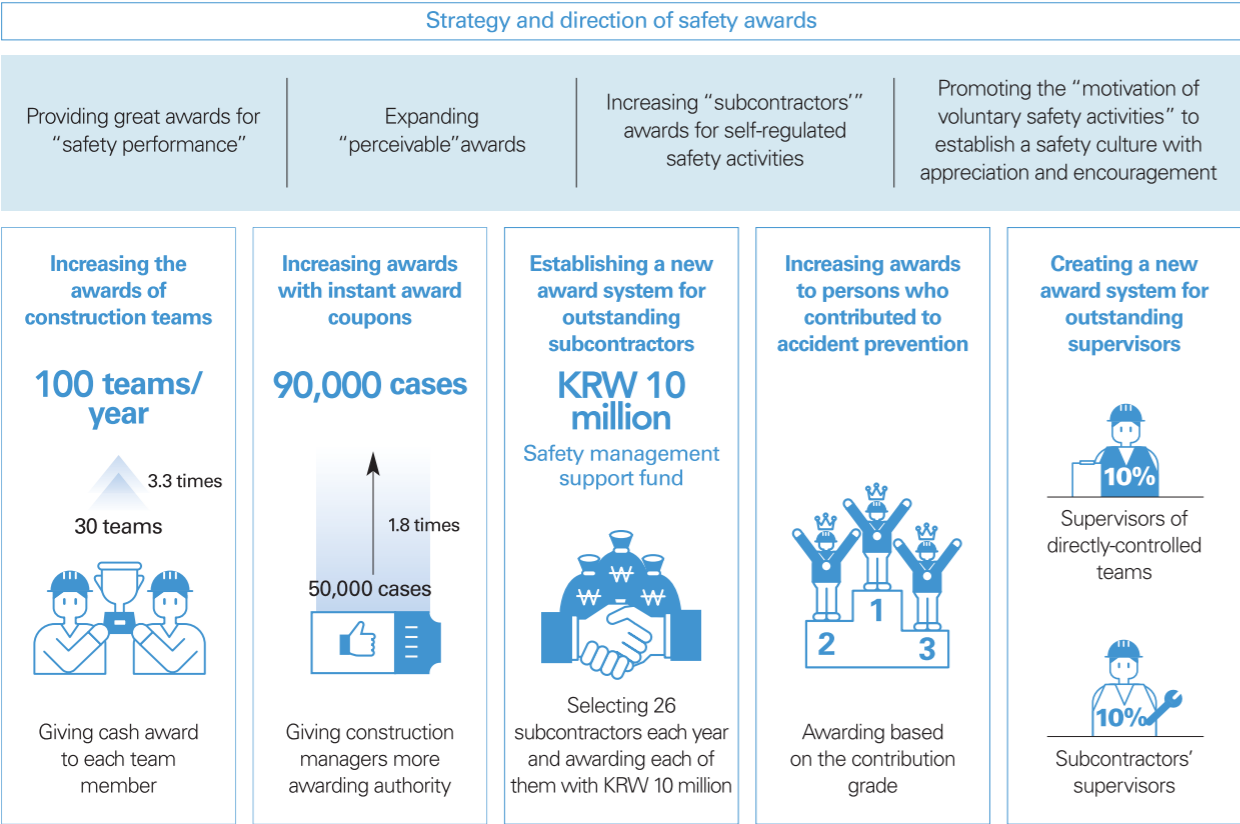 Strategy and direction of safety awards
Providing great awards for
“safety performance”
Expanding
“perceivable”awards
Increasing “subcontractors’”
awards for self-regulated
safety activities
Promoting the “motivation of
voluntary safety activities” to
establish a safety culture with
appreciation and encouragement
Increasing the
awards of
construction teams
100 teams/
year
3.3 times
30 teams
Giving cash award
to each team
member
Increasing awards
with instant award
coupons
90,000 cases
1.8 times
50,000 cases
Giving construction
managers more
awarding authority
Establishing a new
award system for
outstanding
subcontractors
KRW 10
million
Safety management
support fund
₩
₩ ₩
Selecting 26
subcontractors each year
and awarding each of
them with KRW 10 million
Increasing awards
to persons who
contributed to
accident prevention
1
2
3
Awarding based
on the contribution
grade
Creating a new
award system for
outstanding
supervisors
10%
Supervisors of
directly-controlled
teams
10%
Subcontractors’
supervisors